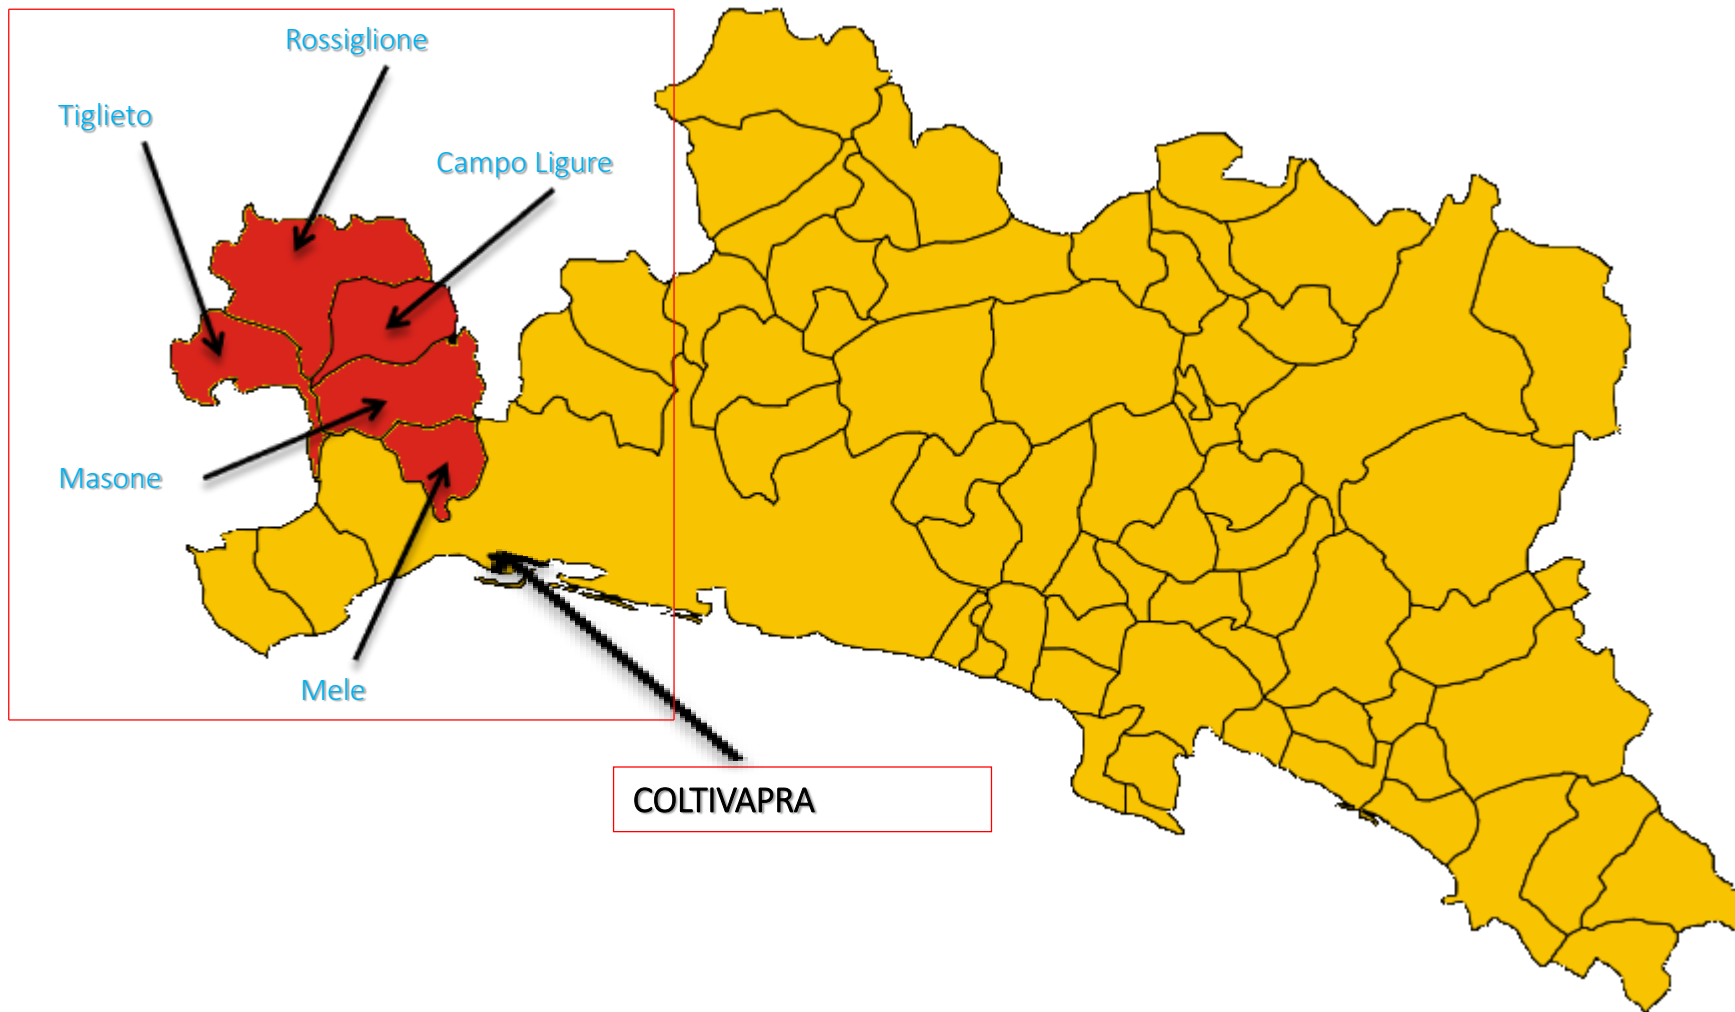 Rossiglione
Tiglieto
Campo Ligure
Masone
Mele
COLTIVAPRA